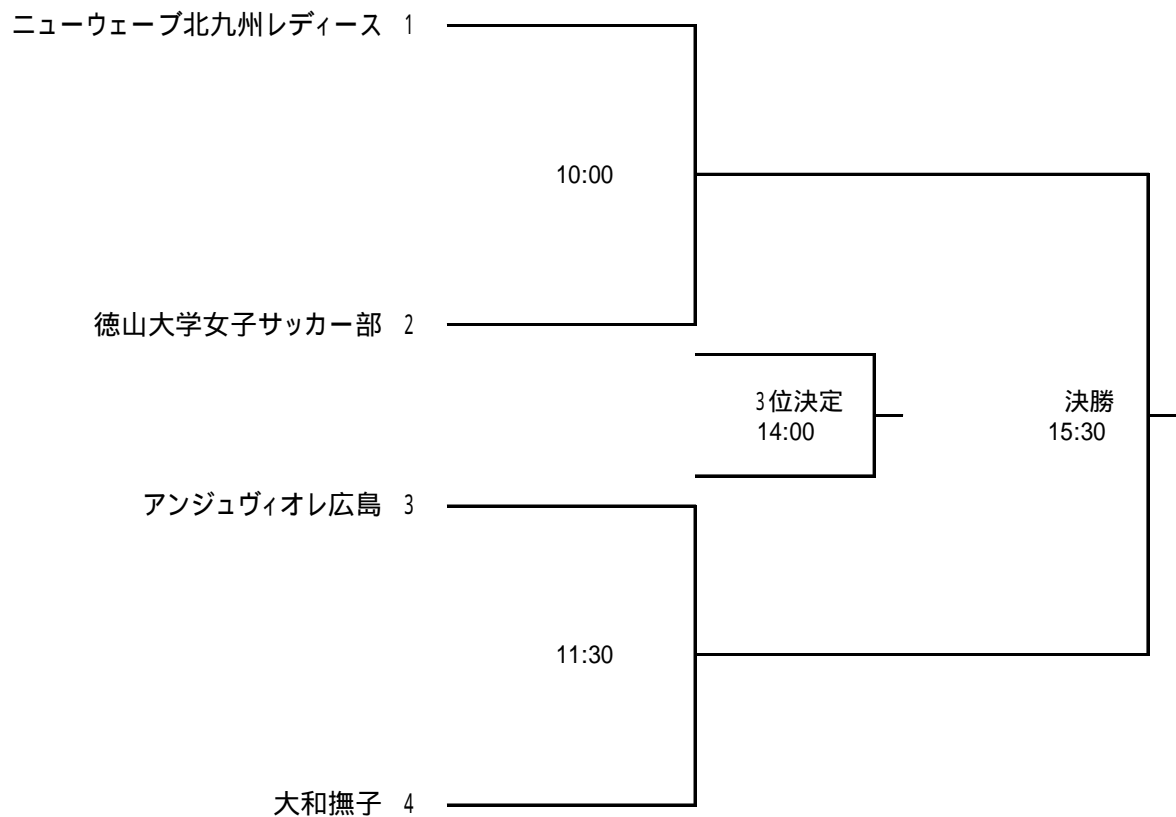 ニューウェーブ北九州レディース 1
10:00
徳山大学女子サッカー部 2
3位決定
14:00
決勝
15:30
アンジュヴィオレ広島 3
11:30
大和撫子 4